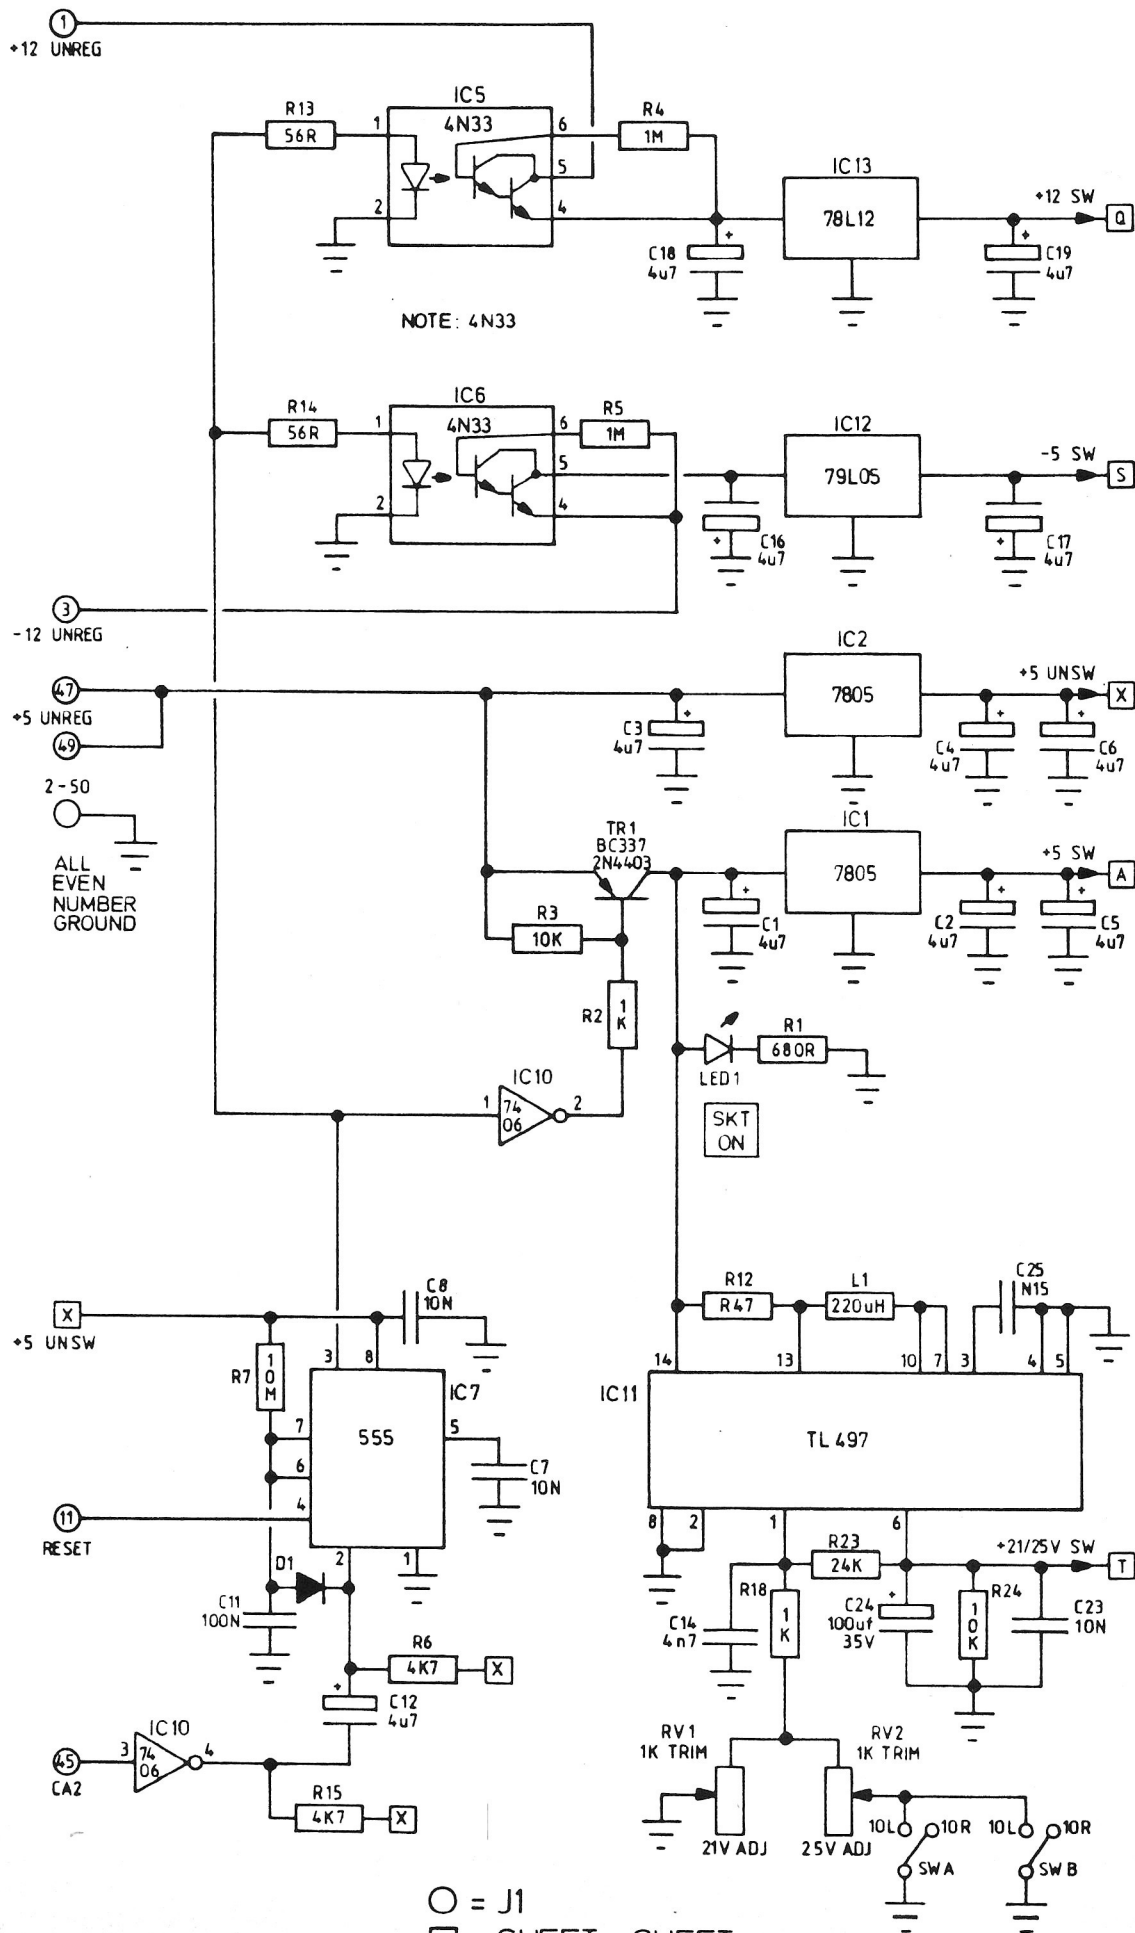 1
+12 UNREG
IC5
R13
56R
1
4N33
6
R4
1M
5
2
4
IC13
78L12
+12 SW
Q
+
C18
4u7
+
C19
4u7
NOTE: 4N33
IC6
R14
56R
1
4N33
6
R5
1M
5
2
4
IC12
79L05
-5 SW
S
+
C16
4u7
+
C17
4u7
3
-12 UNREG
47
+5 UNREG
49
IC2
7805
+5 UNSW
X
+
C3
4u7
+
C4
4u7
+
C6
4u7
2-50
ALL
EVEN
NUMBER
GROUND
TR1
BC337
2N4403
IC1
7805
+5 SW
A
R3
10K
+
C1
4u7
+
C2
4u7
+
C5
4u7
R2
1
K
LED1
R1
680R
SKT
ON
IC10
1
74
06
2
X
+5 UNSW
C8
10N
R7
10M
3
8
IC7
555
7
6
4
5
2
1
C7
10N
11
RESET
D1
C11
100N
R6
4K7
X
+
C12
4u7
45
CA2
IC10
3
74
06
4
R15
4K7
X
R12
R47
L1
220uH
C25
N15
14
13
10
7
3
4
5
IC11
TL497
8
2
1
6
R23
24K
+21/25V SW
T
C14
4n7
R18
1
K
+
C24
100uf
35V
R24
10K
C23
10N
RV1
1K TRIM
RV2
1K TRIM
21V ADJ
25V ADJ
10L
10R
SWA
10L
10R
SWB
= J1